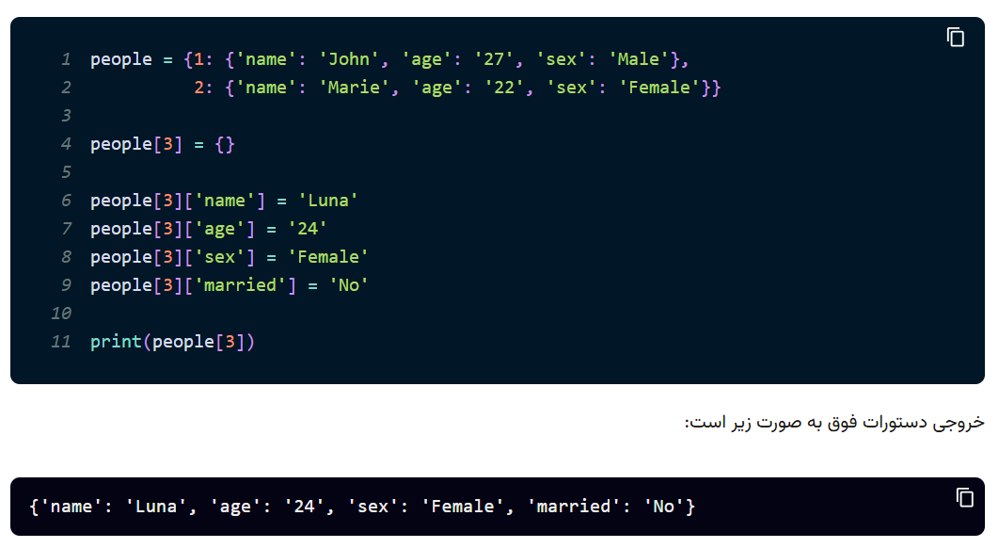 1 people = {1: {'name': 'John', 'age': '27', 'sex': 'Male'},
2           2: {'name': 'Marie', 'age': '22', 'sex': 'Female'}}
3
4 people[3] = {}
5
6 people[3]['name'] = 'Luna'
7 people[3]['age'] = '24'
8 people[3]['sex'] = 'Female'
9 people[3]['married'] = 'No'
10
11 print(people[3])
خروجی دستورات فوق به صورت زیر است:
{'name': 'Luna', 'age': '24', 'sex': 'Female', 'married': 'No'}